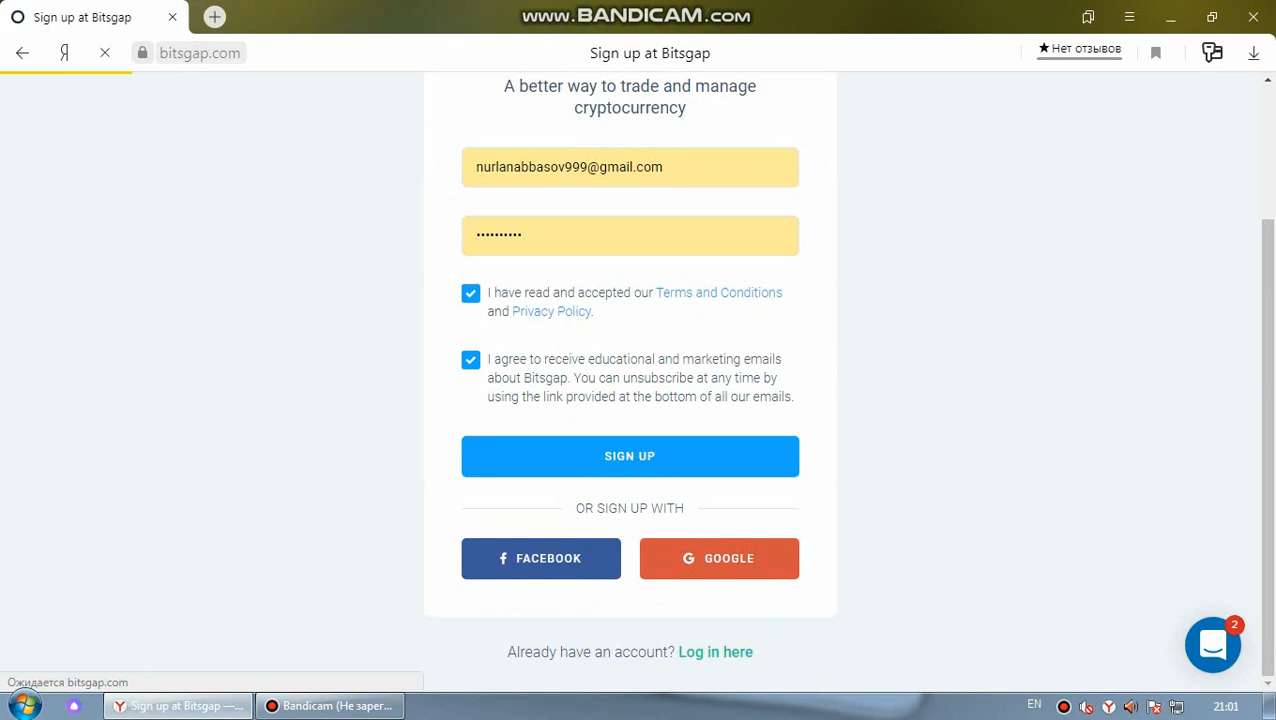 Sign up at Bitsgap
www.BANDICAM.com
Я
bitsgap.com
Sign up at Bitsgap
★Нет отзывов
A better way to trade and manage
cryptocurrency
nurlanabbasov999@gmail.com
••••••••••
I have read and accepted our Terms and Conditions
and Privacy Policy.
I agree to receive educational and marketing emails
about Bitsgap. You can unsubscribe at any time by
using the link provided at the bottom of all our emails.
SIGN UP
OR SIGN UP WITH
FACEBOOK
GOOGLE
Already have an account? Log in here
2
Ожидается bitsgap.com
Sign up at Bitsgap —...
Bandicam (Не зарег...
EN
21:01